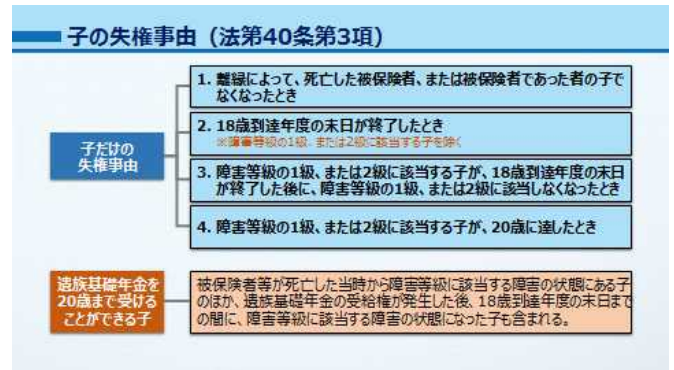 子の失権事由（法第40条第3項）
1. 離縁によって、死亡した被保険者、または被保険者であった者の子で
なくなったとき
2. 18歳到達年度の末日が終了したとき
※障害等級の1級、または2級に該当する子を除く
子だけの
失権事由
3. 障害等級の1級、または2級に該当する子が、18歳到達年度の末日
が終了した後に、障害等級の1級、または2級に該当しなくなったとき
4. 障害等級の1級、または2級に該当する子が、20歳に達したとき
遺族基礎年金を
20歳まで受ける
ことができる子
被保険者等が死亡した当時から障害等級に該当する障害の状態にある子
のほか、遺族基礎年金の受給権が発生した後、18歳到達年度の末日まで
の間に、障害等級に該当する障害の状態になった子も含まれる。